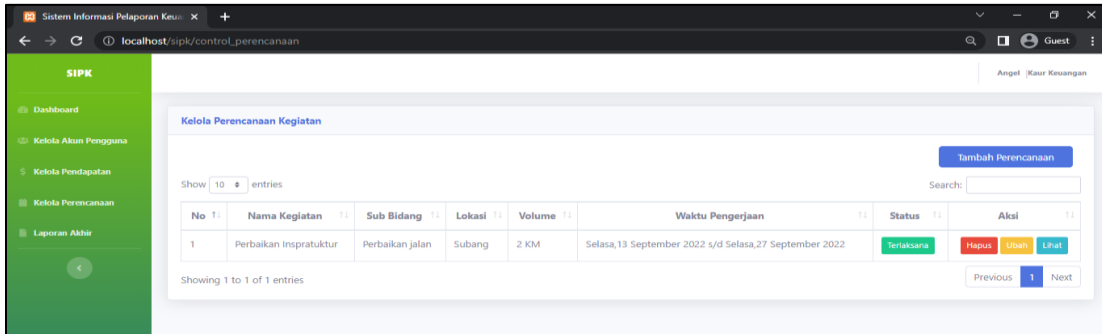 Sistem Informasi Pelaporan Keua
localhost/sipk/control_perencanaan
Guest
SIPK
Angel |Kaur Keuangan
Dashboard
Kelola Akun Pengguna
Kelola Pendapatan
Kelola Perencanaan
Laporan Akhir
Kelola Perencanaan Kegiatan
Tambah Perencanaan
Show 10 entries
Search:
No Nama Kegiatan Sub Bidang Lokasi Volume Waktu Pengerjaan Status Aksi
1 Perbaikan Inspratuktur Perbaikan jalan Subang 2 KM Selasa,13 September 2022 s/d Selasa,27 September 2022 Terlaksana Hapus Ubah Lihat
Showing 1 to 1 of 1 entries
Previous 1 Next